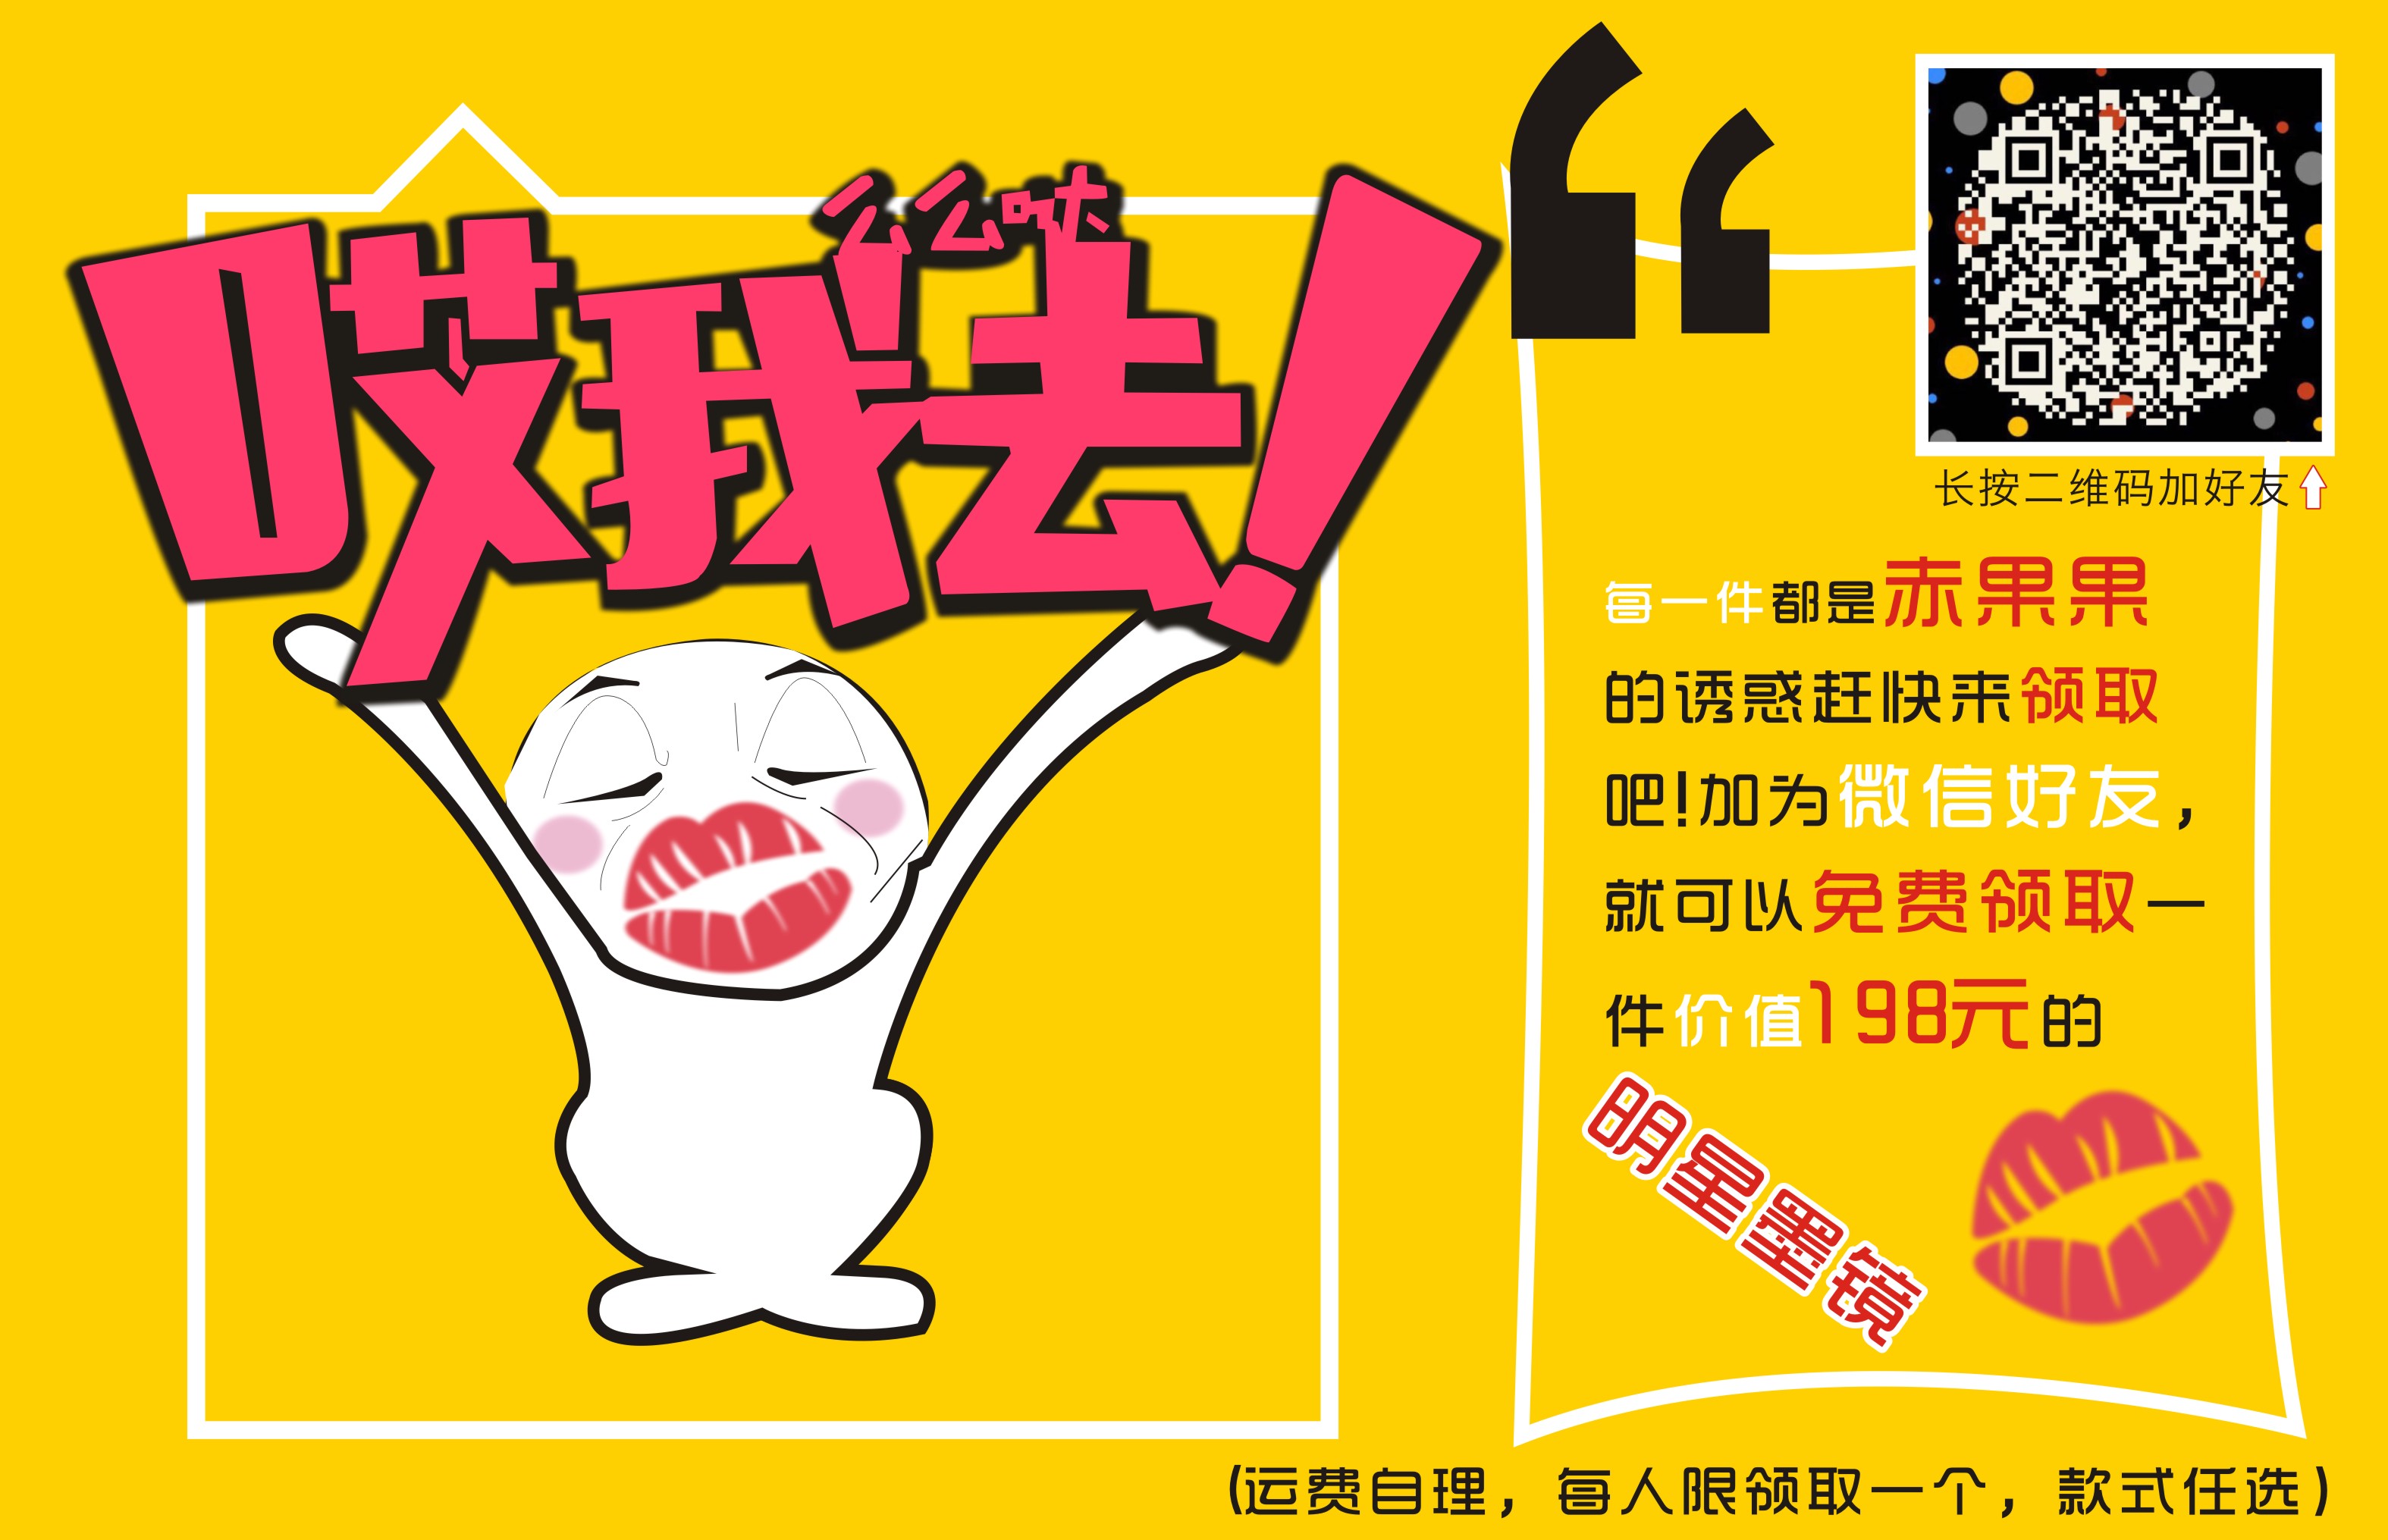 么么哒
哎我去！
长按二维码加好友
每一件都是赤果果
的诱惑赶快来领取
吧！加为微信好友，
就可以免费领取一
件价值198元的
明星墨镜
（运费自理，每人限领取一个，款式任选）